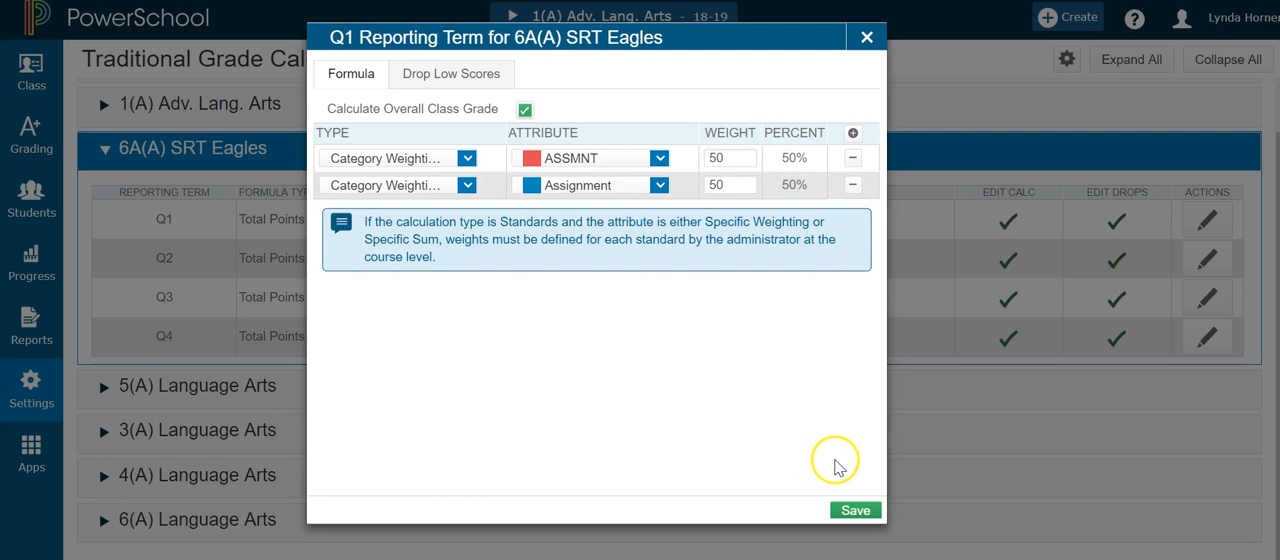 PowerSchool
1(A) Adv. Lang. Arts - 18-19
Create
Lynda Horner
Class
Grading
Students
Reports
Progress
Settings
Apps
Traditional Grade Cal
Expand All
Collapse All
1(A) Adv. Lang. Arts
6A(A) SRT Eagles
REPORTING TERM FORMULA TY EDIT CALC EDIT DROPS ACTIONS
Q1 Total Points
Q2 Total Points
Q3 Total Points
Q4 Total Points
5(A) Language Arts
3(A) Language Arts
4(A) Language Arts
6(A) Language Arts
Q1 Reporting Term for 6A(A) SRT Eagles
Formula Drop Low Scores
Calculate Overall Class Grade
TYPE ATTRIBUTE WEIGHT PERCENT
Category Weighti... ASSMNT 50 50%
Category Weighti... Assignment 50 50%
If the calculation type is Standards and the attribute is either Specific Weighting or
Specific Sum, weights must be defined for each standard by the administrator at the
course level.
Save